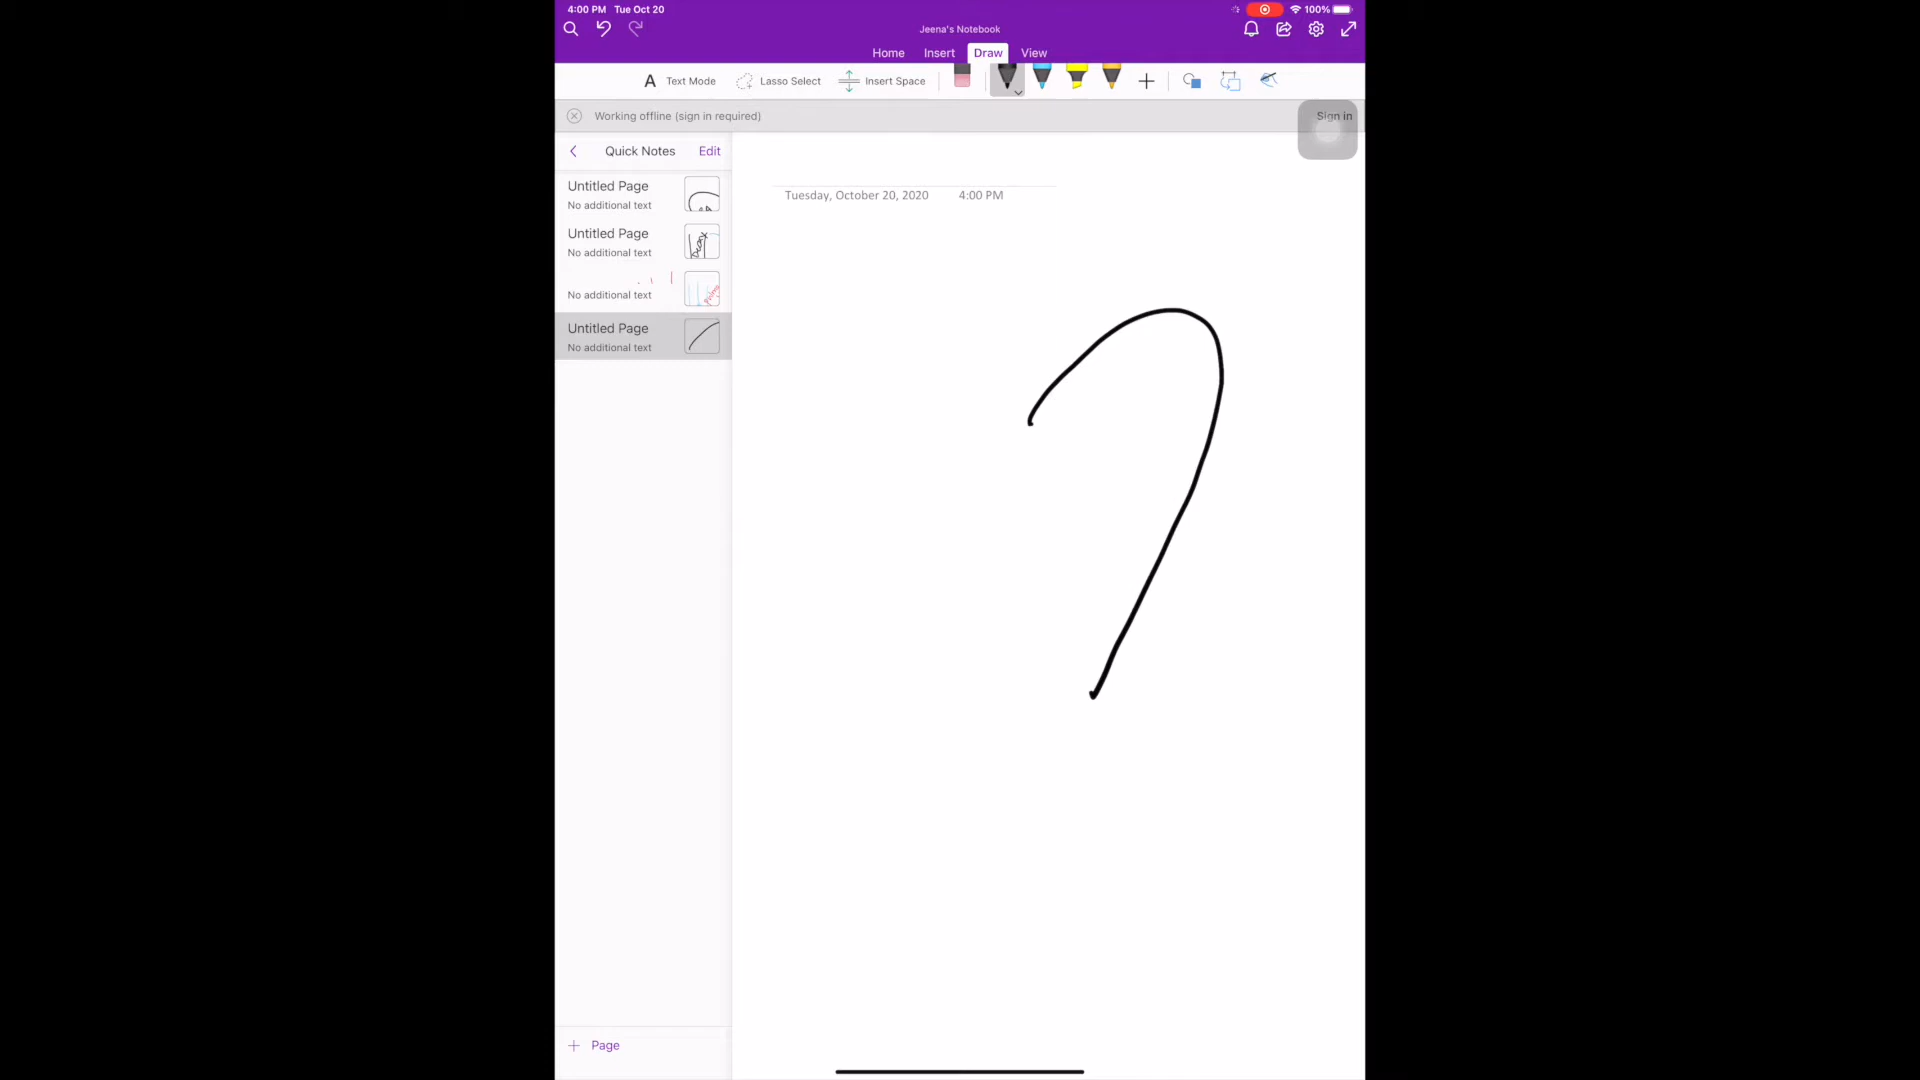 4:00 PM Tue Oct 20 100%
Jeena's Notebook
Home Insert Draw View
A Text Mode Lasso Select Insert Space
Working offline (sign in required) Sign in
Quick Notes Edit
Tuesday, October 20, 2020 4:00 PM
Untitled Page
No additional text
Untitled Page
No additional text
No additional text
Untitled Page
No additional text
Page